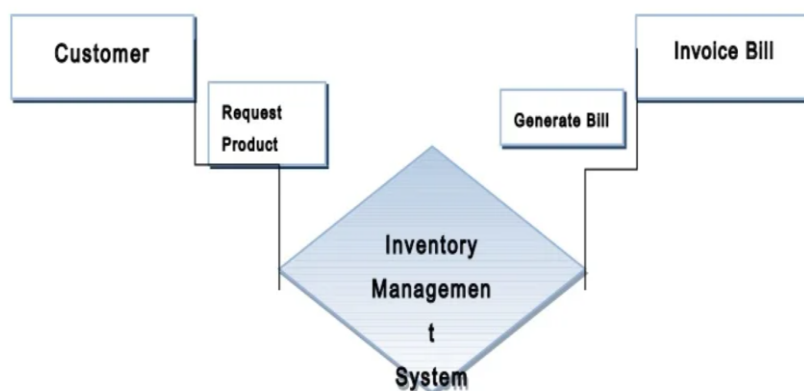 Customer
Invoice Bill
Request
Product
Generate Bill
Inventory
Managemen
t
System